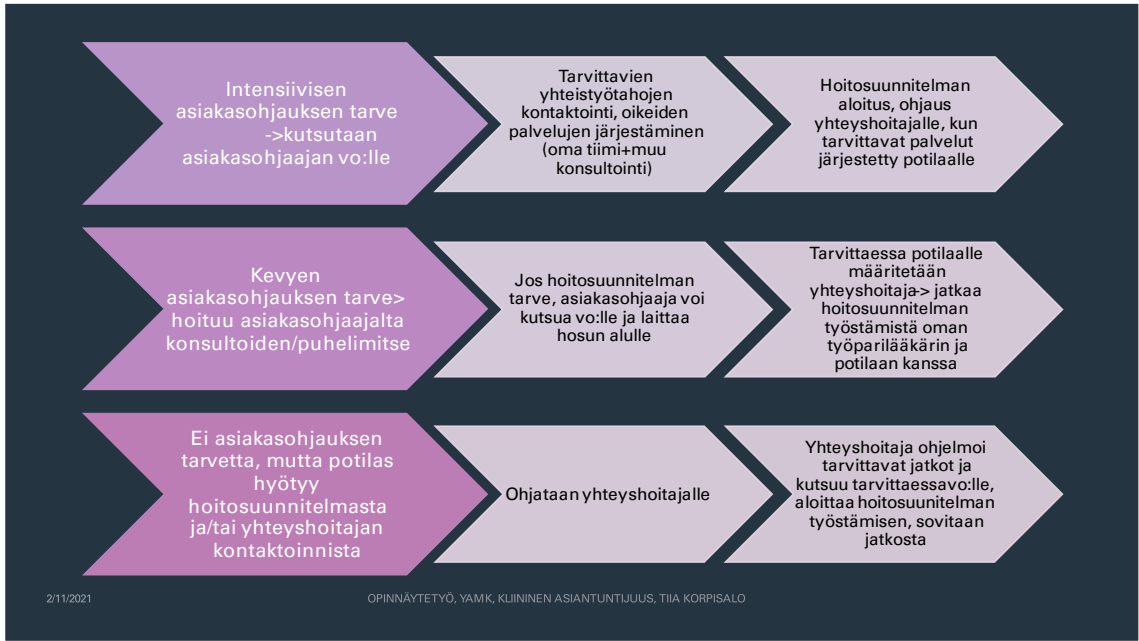 Intensiivisen
asiakasohjauksen tarve
->kutsutaan
asiakasohjaajan vo:lle
Tarvittavien
yhteistyötahojen
kontaktointi, oikeiden
palvelujen järjestäminen
(oma tiimi+muu
konsultointi)
Hoitosuunnitelman
aloitus, ohjaus
yhteyshoitajalle, kun
tarvittavat palvelut
järjestetty potilaalle
Kevyen
asiakasohjauksen tarve>
hoituu asiakasohjaajalta
konsultoiden/puhelimitse
Jos hoitosuunnitelman
tarve, asiakasohjaaja voi
kutsua vo:lle ja laittaa
hosun alulle
Tarvittaessa potilaalle
määritetään
yhteyshoitaja-> jatkaa
hoitosuunnitelman
työstämistä oman
työparilääkärin ja
potilaan kanssa
Ei asiakasohjauksen
tarvetta, mutta potilas
hyötyy
hoitosuunnitelmasta
ja/tai yhteyshoitajan
kontaktoinnista
Ohjataan yhteyshoitajalle
Yhteyshoitaja ohjelmoi
tarvittavat jatkot ja
kutsuu tarvittaessavo:lle,
aloittaa hoitosuunitelman
työstämisen, sovitaan
jatkosta
2/11/2021
OPINNÄYTETYÖ, YAMK, KLIININEN ASIANTUNTIJUUS, TIIA KORPISALO